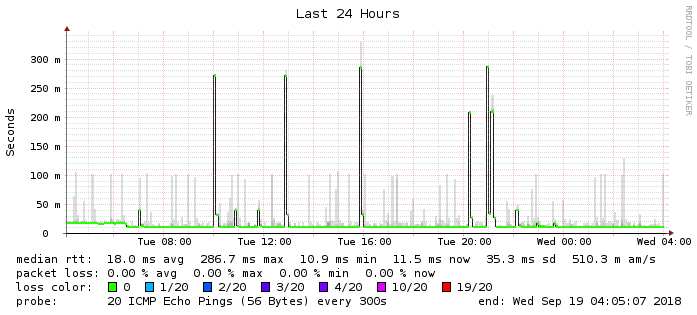 Last 24 Hours
RRDTOOL / TOBI OETIKER
Seconds
300 m
250 m
200 m
150 m
100 m
50 m
0
Tue 08:00 Tue 12:00 Tue 16:00 Tue 20:00 Wed 00:00 Wed 04:00
median rtt: 18.0 ms avg 286.7 ms max 10.9 ms min 11.5 ms now 35.3 ms sd 510.3 m am/s
packet loss: 0.00 % avg 0.00 % max 0.00 % min 0.00 % now
loss color: 0 1/20 2/20 3/20 4/20 10/20 19/20
probe: 20 ICMP Echo Pings (56 Bytes) every 300s end: Wed Sep 19 04:05:07 2018